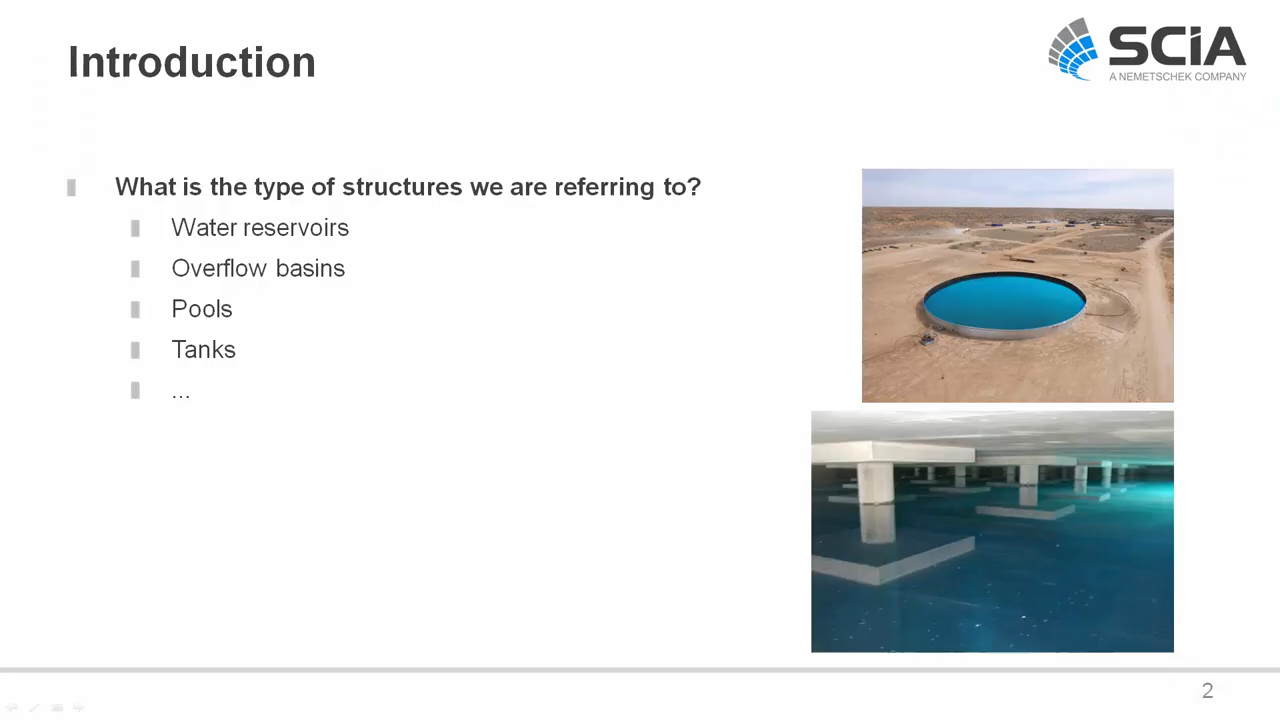 Introduction
SCiA
A NEMETSCHEK COMPANY
What is the type of structures we are referring to?
Water reservoirs
Overflow basins
Pools
Tanks
...
2